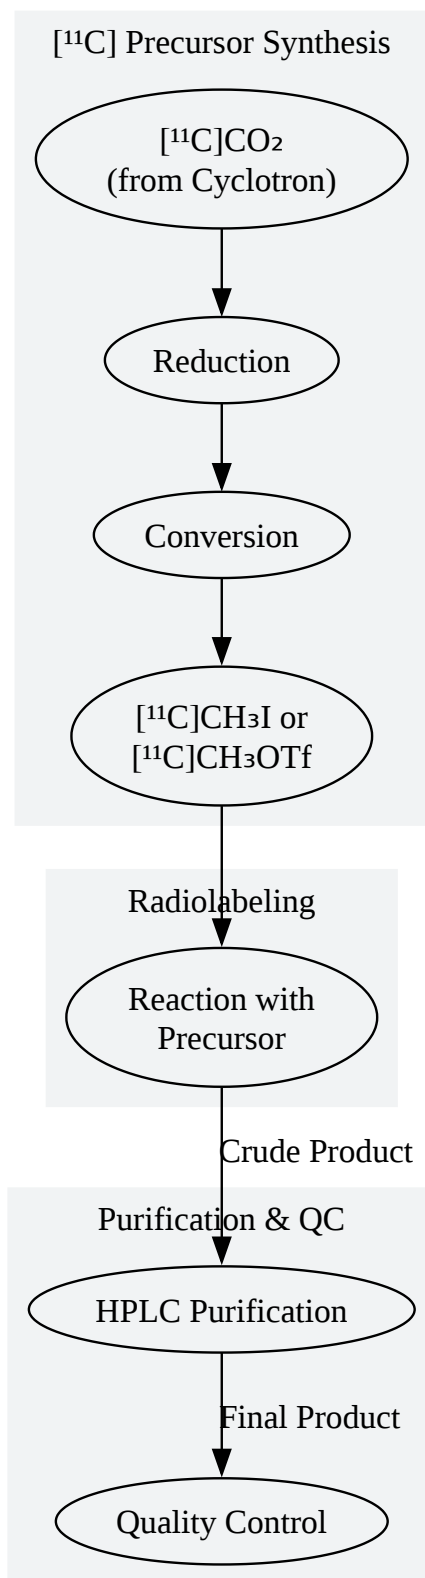 [¹¹C] Precursor Synthesis
[¹¹C]CO₂
(from Cyclotron)
Reduction
Conversion
[¹¹C]CH₃I or
[¹¹C]CH₃OTf
Radiolabeling
Reaction with
Precursor
Crude Product
Purification & QC
HPLC Purification
Final Product
Quality Control